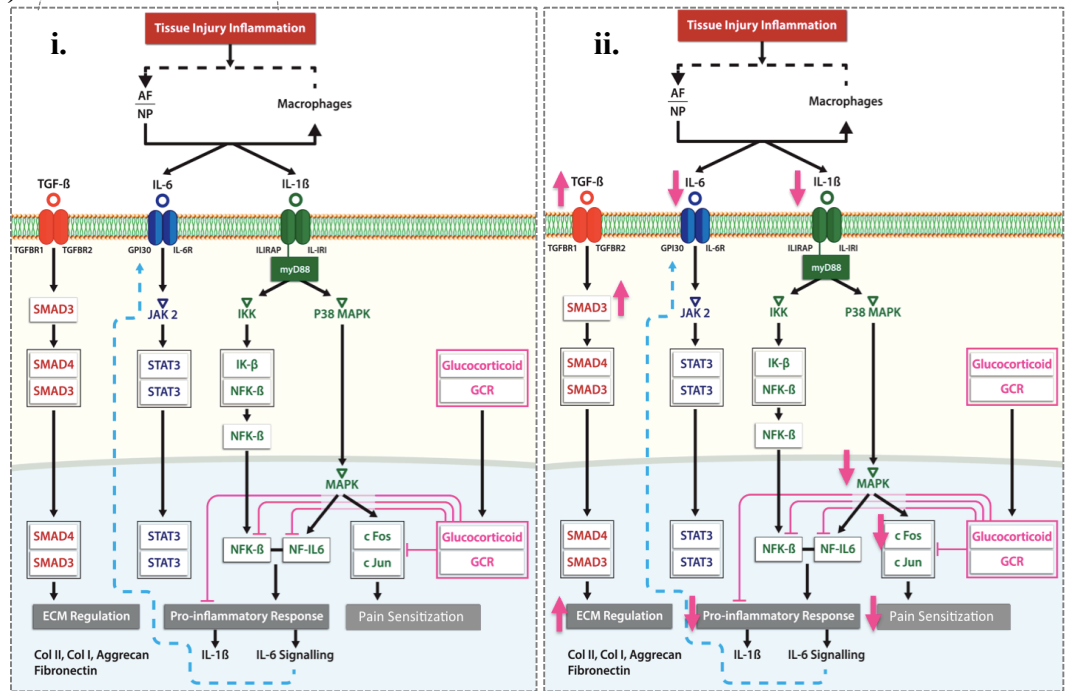 i.
Tissue Injury Inflammation
AF
NP
Macrophages
TGF-ß
IL-6
IL-1ß
TGFBR1
TGFBR2
GPI30
IL-6R
ILIRAP
IL-IRI
myD88
SMAD3
JAK 2
IKK
P38 MAPK
SMAD4
SMAD3
STAT3
STAT3
IK-β
NFK-ß
Glucocorticoid
GCR
NFK-ß
MAPK
SMAD4
SMAD3
STAT3
STAT3
NFK-ß
NF-IL6
c Fos
c Jun
Glucocorticoid
GCR
ECM Regulation
Pro-inflammatory Response
Pain Sensitization
Col II, Col I, Aggrecan
Fibronectin
IL-1ß
IL-6 Signalling
ii.
Tissue Injury Inflammation
AF
NP
Macrophages
TGF-ß
IL-6
IL-1ß
TGFBR1
TGFBR2
GPI30
IL-6R
ILIRAP
IL-IRI
myD88
SMAD3
JAK 2
IKK
P38 MAPK
SMAD4
SMAD3
STAT3
STAT3
IK-β
NFK-ß
Glucocorticoid
GCR
NFK-ß
MAPK
SMAD4
SMAD3
STAT3
STAT3
NFK-ß
NF-IL6
c Fos
c Jun
Glucocorticoid
GCR
ECM Regulation
Pro-inflammatory Response
Pain Sensitization
Col II, Col I, Aggrecan
Fibronectin
IL-1ß
IL-6 Signalling